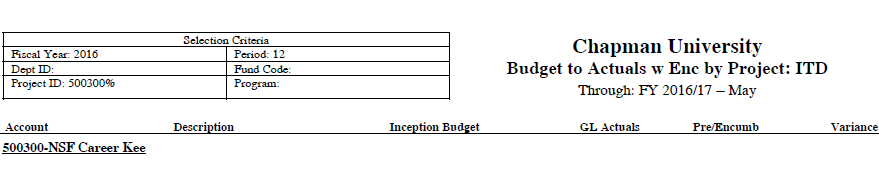 Selection Criteria
Fiscal Year: 2016 Period: 12
Dept ID: Fund Code:
Project ID: 500300% Program:
Chapman University
Budget to Actuals w Enc by Project: ITD
Through: FY 2016/17 – May
Account Description Inception Budget GL Actuals Pre/Encumb Variance
500300-NSF Career Kee